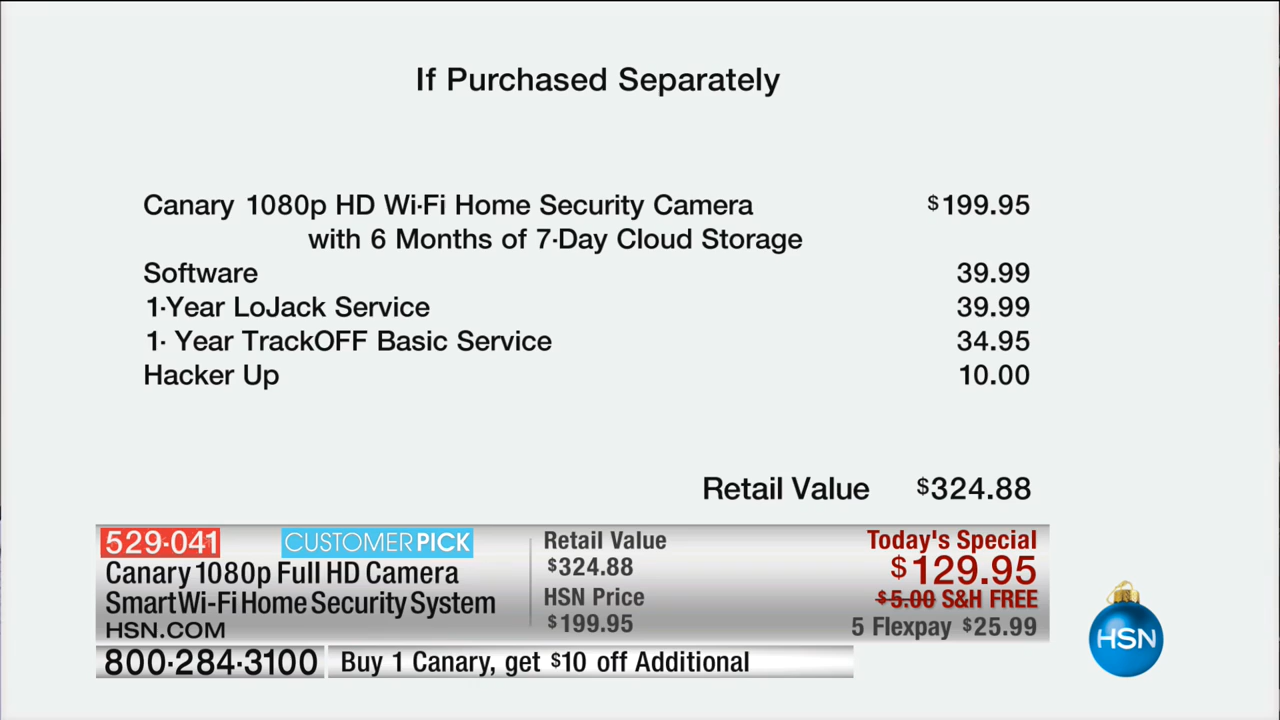 If Purchased Separately
Canary 1080p HD Wi-Fi Home Security Camera $199.95
with 6 Months of 7-Day Cloud Storage
Software 39.99
1-Year LoJack Service 39.99
1- Year TrackOFF Basic Service 34.95
Hacker Up 10.00
Retail Value $324.88
529-041 CUSTOMER PICK
Canary 1080p Full HD Camera
Smart Wi-Fi Home Security System
HSN.COM
Retail Value
$324.88
HSN Price
$199.95
Today's Special
$129.95
$5.00 S&H FREE
5 Flexpay $25.99
800-284-3100 Buy 1 Canary, get $10 off Additional
HSN